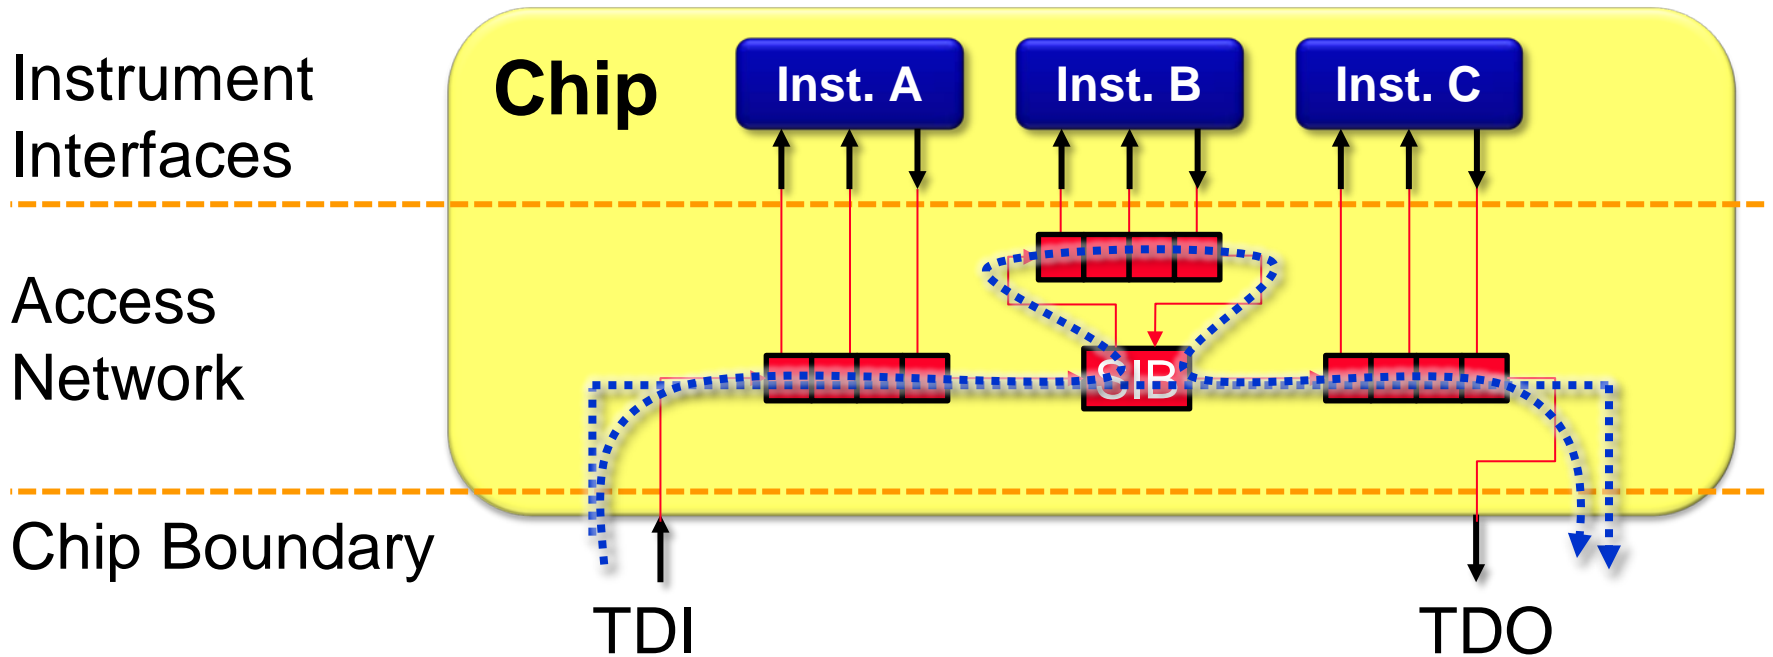 Instrument
Interfaces
Chip
Inst. A
Inst. B
Inst. C
Access
Network
SIB
Chip Boundary
TDI
TDO